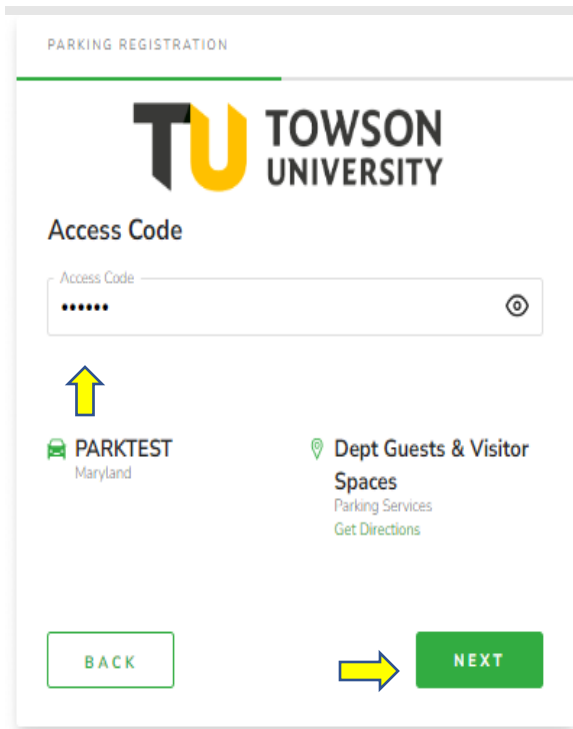 PARKING REGISTRATION
TU TOWSON
UNIVERSITY
Access Code
Access Code
••••••
PARKTEST
Maryland
Dept Guests & Visitor
Spaces
Parking Services
Get Directions
BACK
NEXT